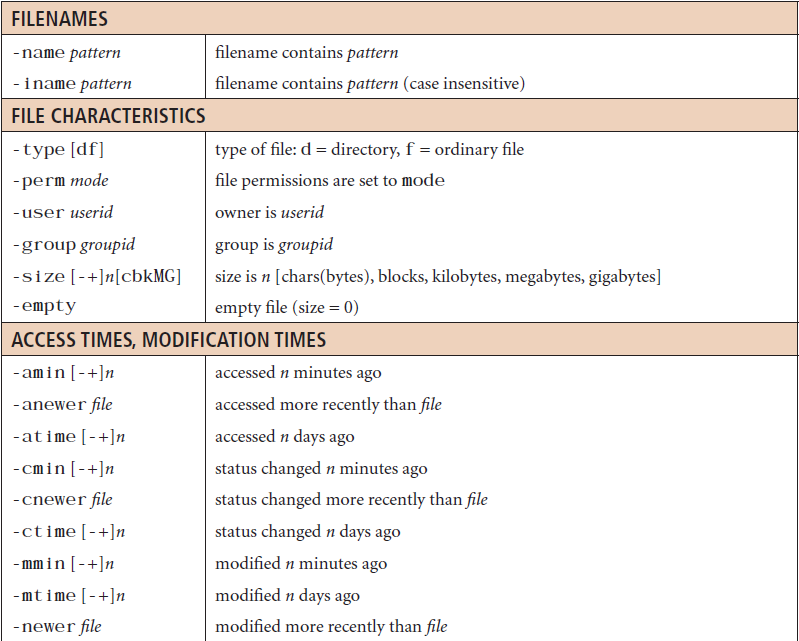 FILENAMES
-name pattern filename contains pattern
-iname pattern filename contains pattern (case insensitive)
FILE CHARACTERISTICS
-type [df] type of file: d = directory, f = ordinary file
-perm mode file permissions are set to mode
-user userid owner is userid
-group groupid group is groupid
-size [-+]n[cbkMG] size is n [chars(bytes), blocks, kilobytes, megabytes, gigabytes]
-empty empty file (size = 0)
ACCESS TIMES, MODIFICATION TIMES
-amin [-+]n accessed n minutes ago
-anewer file accessed more recently than file
-atime [-+]n accessed n days ago
-cmin [-+]n status changed n minutes ago
-cnewer file status changed more recently than file
-ctime [-+]n status changed n days ago
-mmin [-+]n modified n minutes ago
-mtime [-+]n modified n days ago
-newer file modified more recently than file